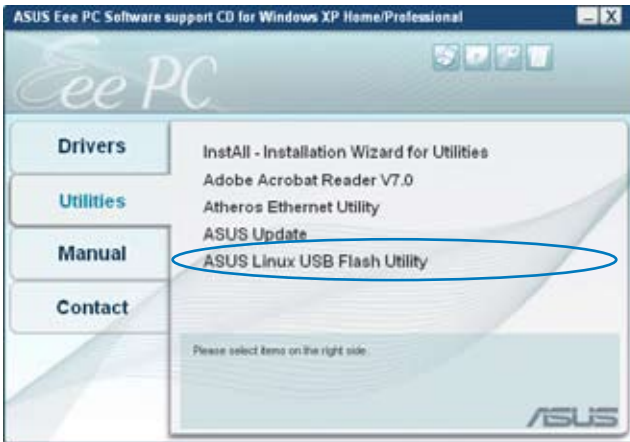 ASUS Eee PC Software support CD for Windows XP Home/Professional
Eee PC
Drivers
Utilities
Manual
Contact
InstAll - Installation Wizard for Utilities
Adobe Acrobat Reader V7.0
Atheros Ethernet Utility
ASUS Update
ASUS Linux USB Flash Utility
Please select items on the right side.
ASUS